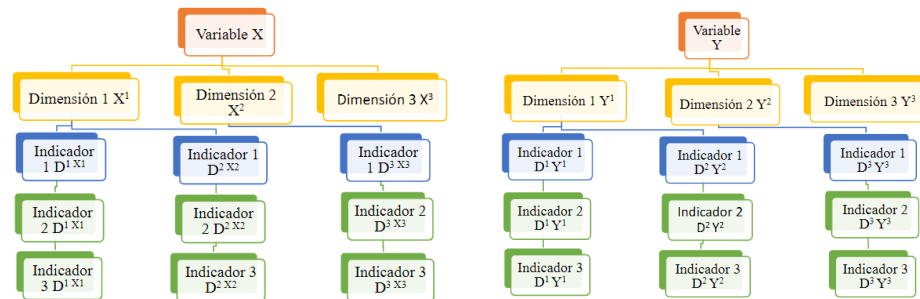 Variable X
Dimensión 1 X¹
Dimensión 2
X²
Dimensión 3 X³
Indicador
1 D¹ ˣ¹
Indicador 1
D² ˣ²
Indicador
1 D³ ˣ³
Indicador
2 D¹ ˣ¹
Indicador
2 D² ˣ²
Indicador 2
D³ ˣ³
Indicador
3 D¹ ˣ¹
Indicador 3
D² ˣ²
Indicador 3
D³ ˣ³
Variable
Y
Dimensión 1 Y¹
Dimensión 2 Y²
Dimensión 3 Y³
Indicador 1
D¹ Y¹
Indicador 1
D² Y²
Indicador 1
D³ Y³
Indicador 2
D¹ Y¹
Indicador 2
D² Y²
Indicador 2
D³ Y³
Indicador 3
D¹ Y¹
Indicador 3
D² Y²
Indicador 3
D³ Y³